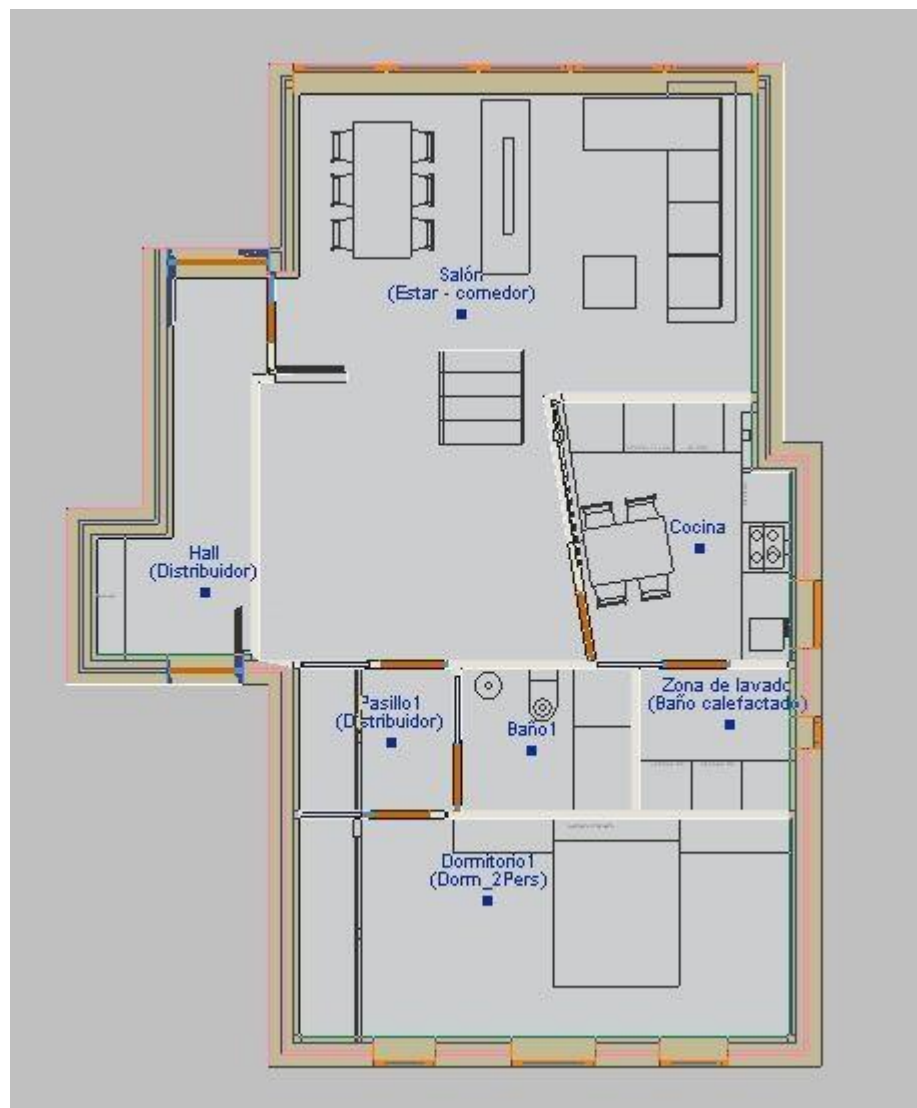 Salón
(Estar - comedor)
Cocina
Hall
(Distribuidor)
Pasillo1
(Distribuidor)
Baño1
Zona de lavado
(Baño calefactado)
Dormitorio1
(Dorm_2Pers)